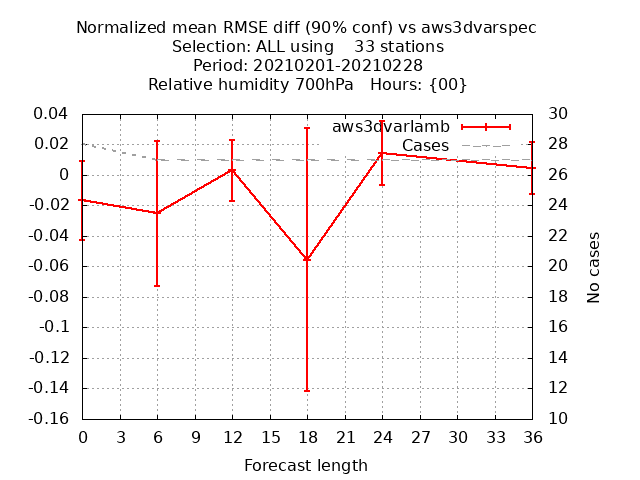 Normalized mean RMSE diff (90% conf) vs aws3dvarspec
Selection: ALL using    33 stations
Period: 20210201-20210228
Relative humidity 700hPa   Hours: {00}
aws3dvarlamb
Cases
0.04
0.02
0
-0.02
-0.04
-0.06
-0.08
-0.1
-0.12
-0.14
-0.16
30
28
26
24
22
20
18
16
14
12
10
No cases
0 3 6 9 12 15 18 21 24 27 30 33 36
Forecast length